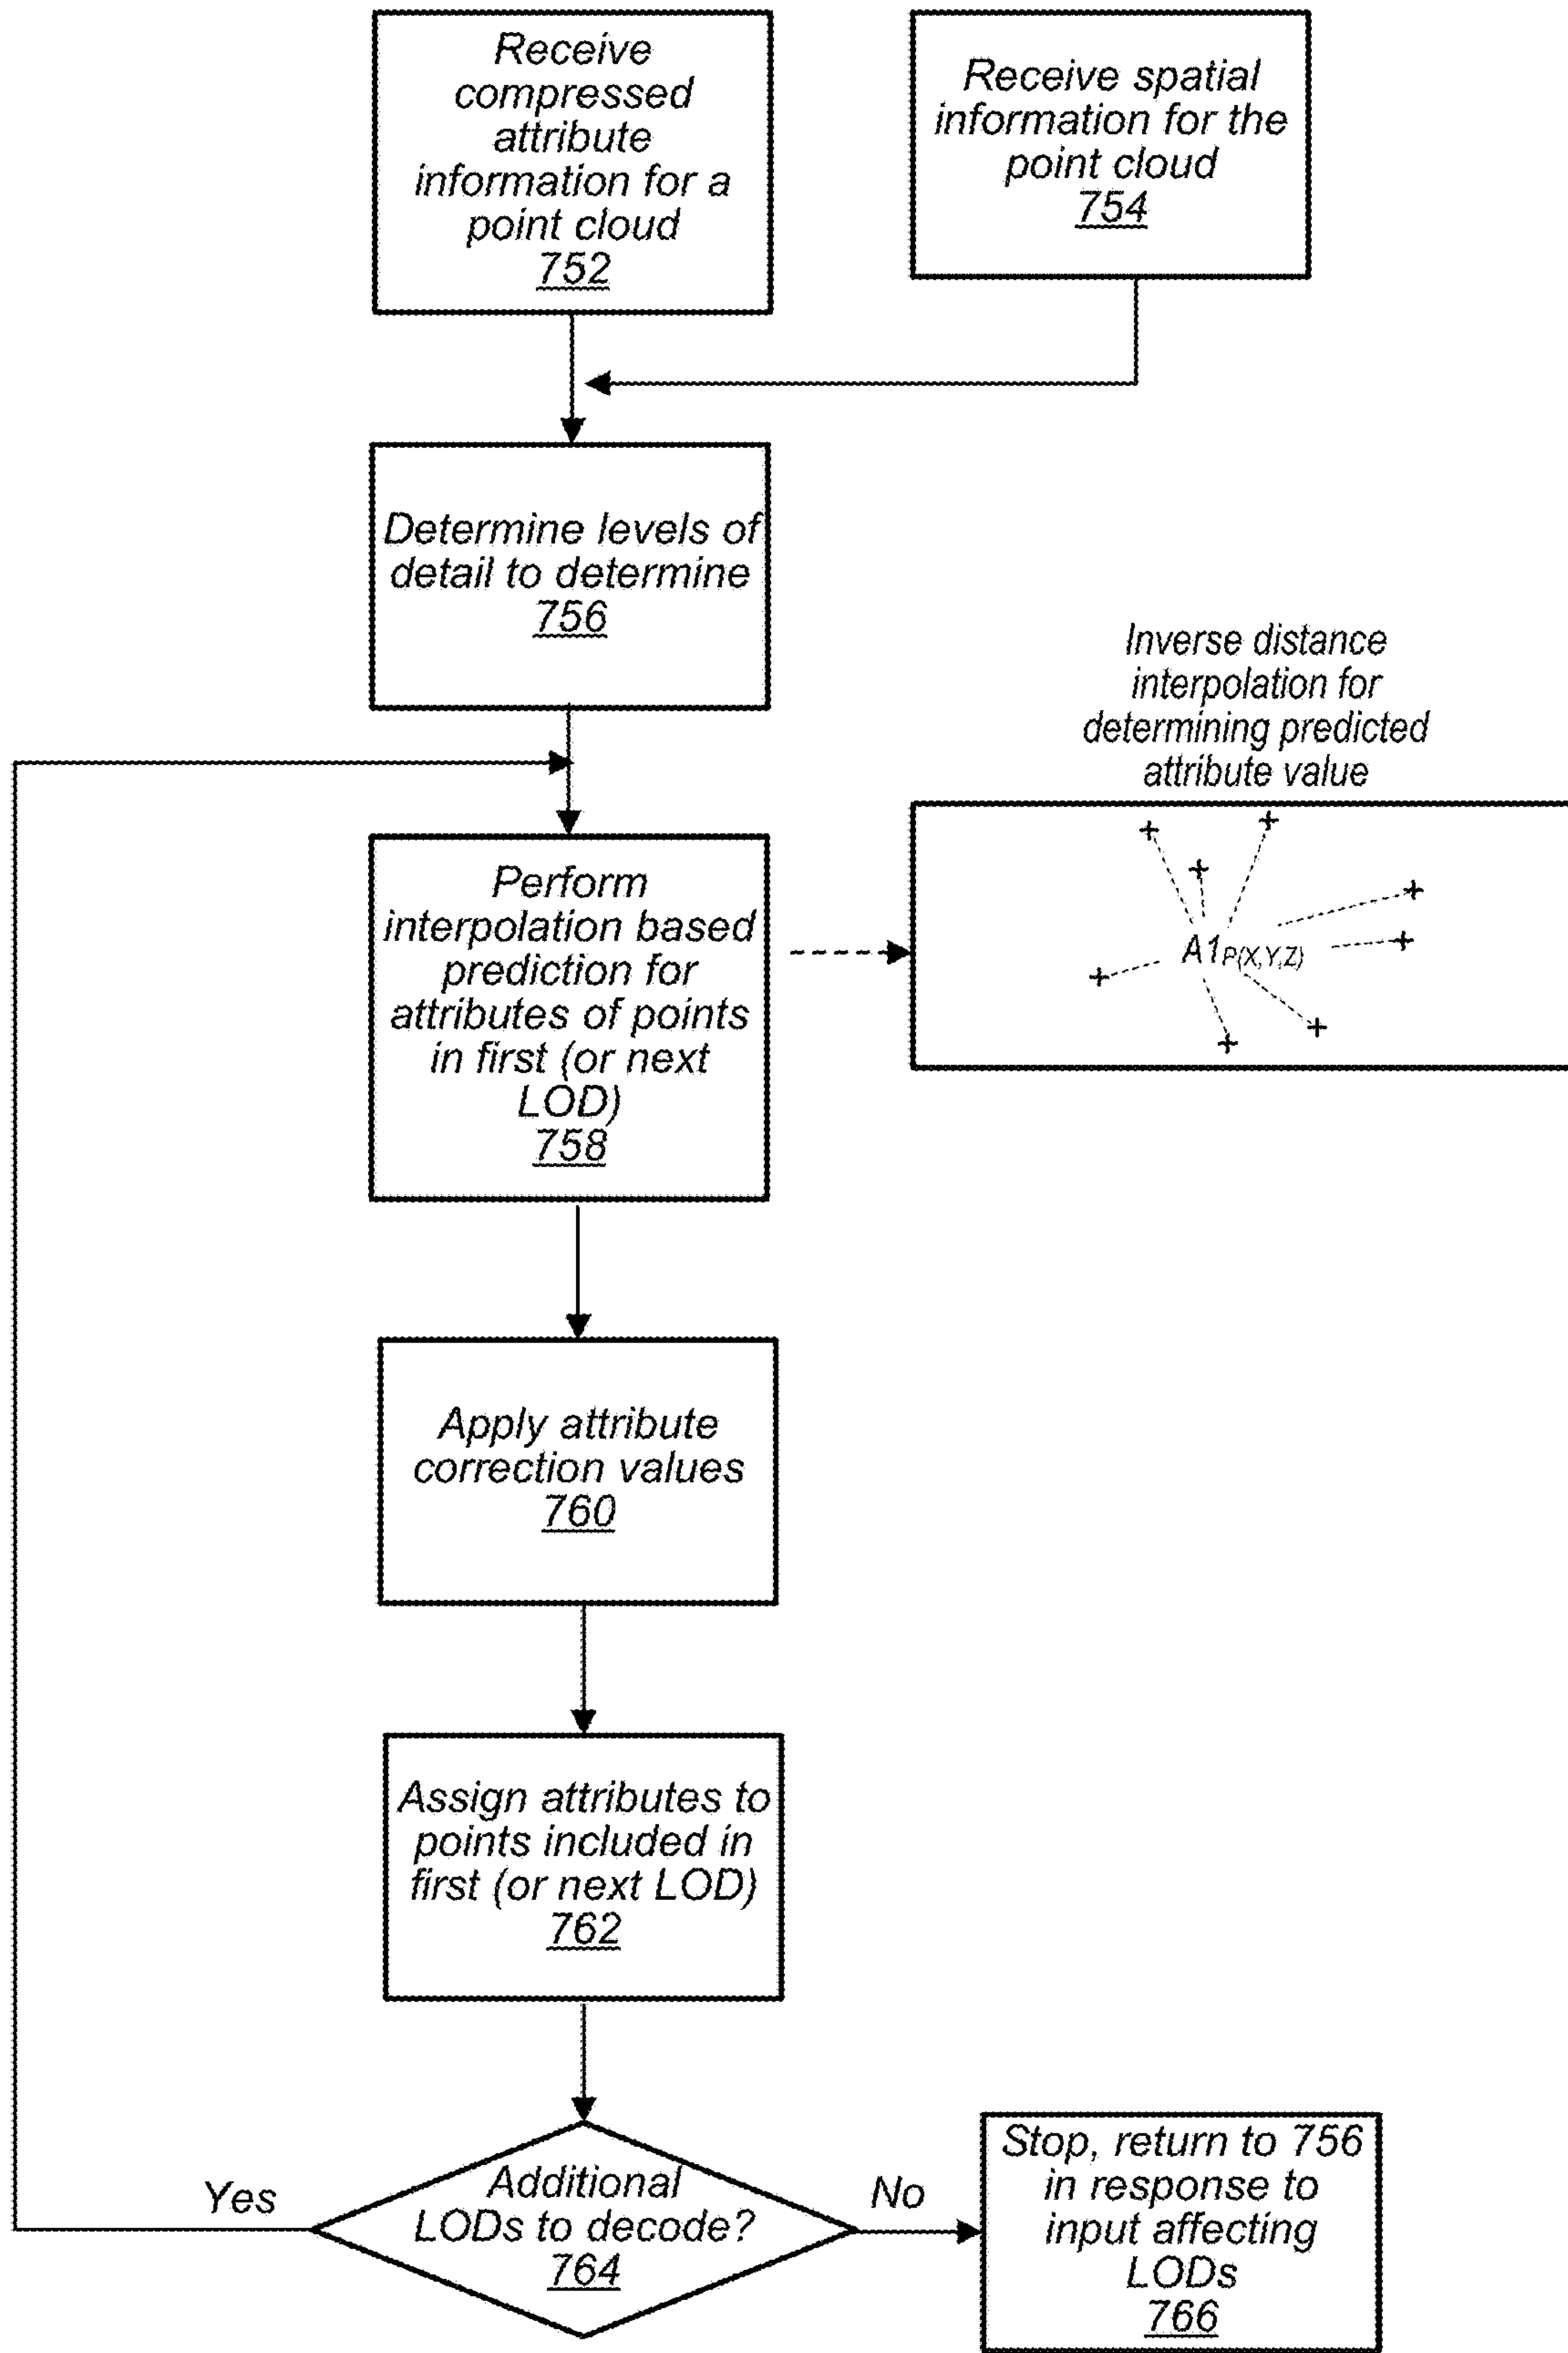 Receive
compressed
attribute
information for a
point cloud
752
Receive spatial
information for the
point cloud
754
Determine levels of
detail to determine
756
Inverse distance
interpolation for
determining predicted
attribute value
Perform
interpolation based
prediction for
attributes of points
in first (or next
LOD)
758
A1P(X,Y,Z)
Apply attribute
correction values
760
Assign attributes to
points included in
first (or next LOD)
762
Additional
LODs to decode?
764
Yes
No
Stop, return to 756
in response to
input affecting
LODs
766